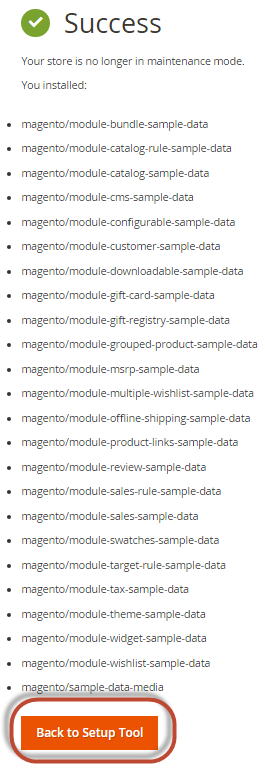 Success
Your store is no longer in maintenance mode.
You installed:
magento/module-bundle-sample-data
magento/module-catalog-rule-sample-data
magento/module-catalog-sample-data
magento/module-cms-sample-data
magento/module-configurable-sample-data
magento/module-customer-sample-data
magento/module-downloadable-sample-data
magento/module-gift-card-sample-data
magento/module-gift-registry-sample-data
magento/module-grouped-product-sample-data
magento/module-msrp-sample-data
magento/module-multiple-wishlist-sample-data
magento/module-offline-shipping-sample-data
magento/module-product-links-sample-data
magento/module-review-sample-data
magento/module-sales-rule-sample-data
magento/module-sales-sample-data
magento/module-swatches-sample-data
magento/module-target-rule-sample-data
magento/module-tax-sample-data
magento/module-theme-sample-data
magento/module-widget-sample-data
magento/module-wishlist-sample-data
magento/sample-data-media
Back to Setup Tool